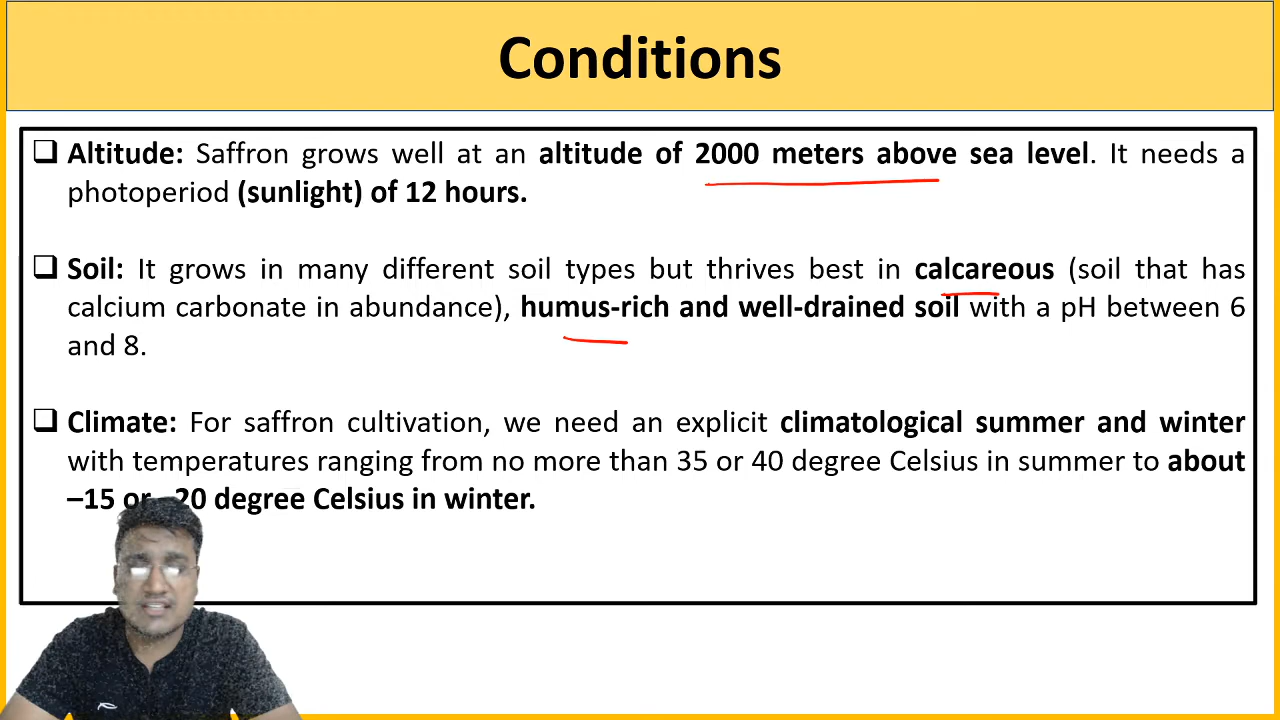 Conditions
Altitude: Saffron grows well at an altitude of 2000 meters above sea level. It needs a
photoperiod (sunlight) of 12 hours.
Soil: It grows in many different soil types but thrives best in calcareous (soil that has
calcium carbonate in abundance), humus-rich and well-drained soil with a pH between 6
and 8.
Climate: For saffron cultivation, we need an explicit climatological summer and winter
with temperatures ranging from no more than 35 or 40 degree Celsius in summer to about
–15 or –20 degree Celsius in winter.